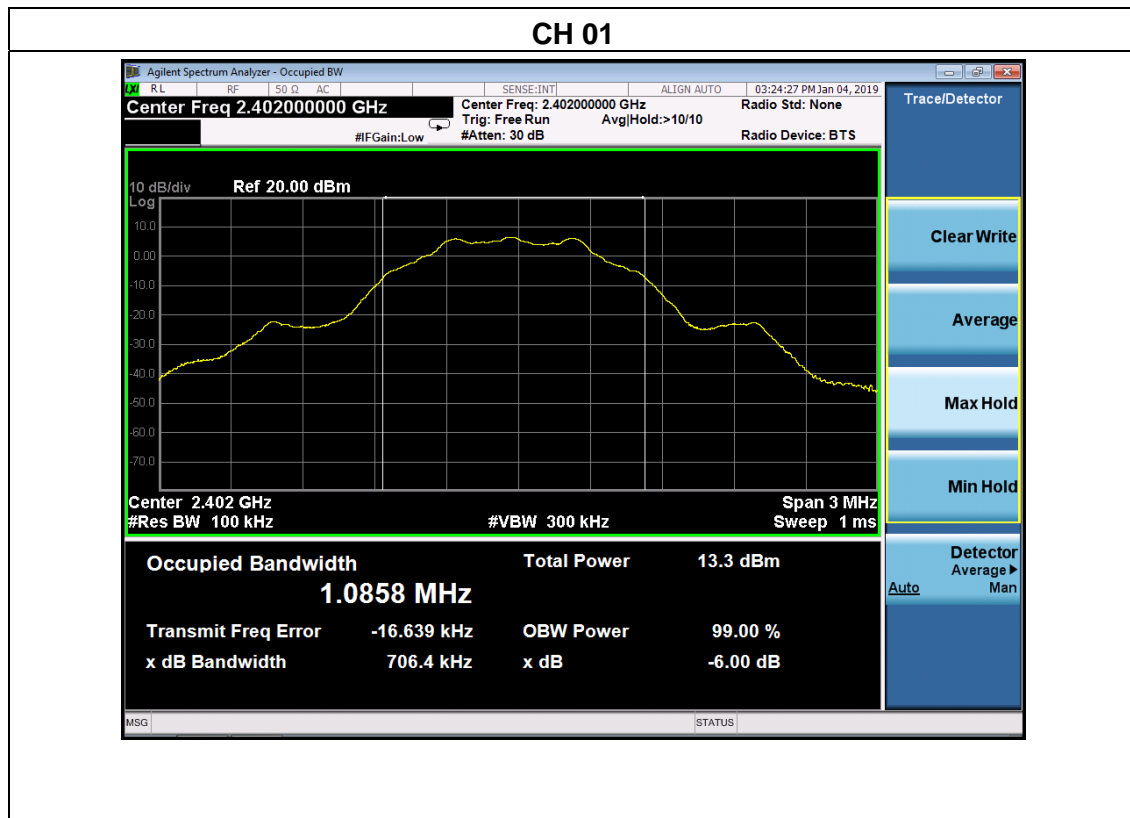 CH 01
Agilent Spectrum Analyzer - Occupied BW
LXI RL RF 50 Ω AC SENSE:INT ALIGN AUTO 03:24:27 PM Jan 04, 2019
Center Freq 2.402000000 GHz
Center Freq: 2.402000000 GHz Radio Std: None
Trig: Free Run Avg|Hold:>10/10
#IFGain:Low #Atten: 30 dB Radio Device: BTS
Trace/Detector
10 dB/div Ref 20.00 dBm
Log
10.0
0.00
-10.0
-20.0
-30.0
-40.0
-50.0
-60.0
-70.0
Center 2.402 GHz Span 3 MHz
#Res BW 100 kHz #VBW 300 kHz Sweep 1 ms
Clear Write
Average
Max Hold
Min Hold
Detector
Average▶
Auto Man
Occupied Bandwidth Total Power 13.3 dBm
1.0858 MHz
Transmit Freq Error -16.639 kHz OBW Power 99.00 %
x dB Bandwidth 706.4 kHz x dB -6.00 dB
MSG STATUS